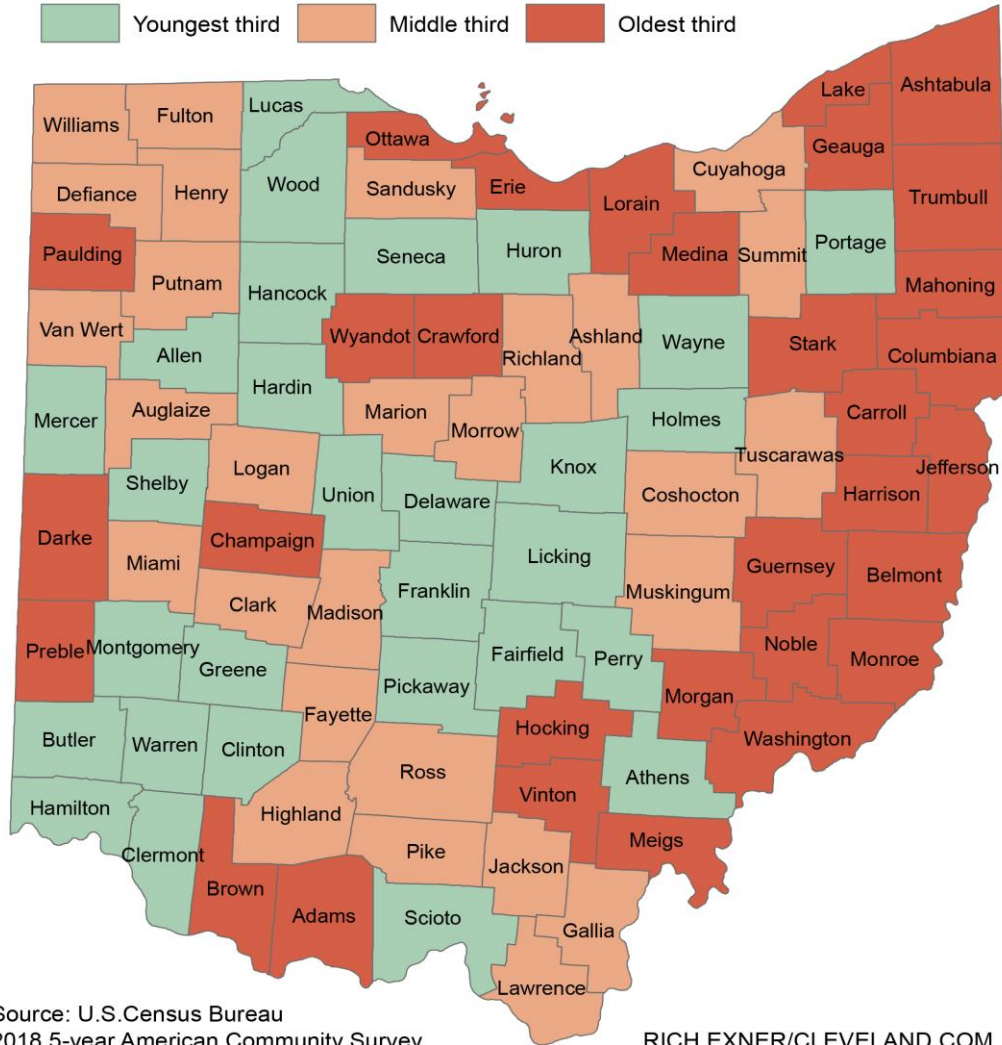 Youngest third
Middle third
Oldest third
Williams
Fulton
Lucas
Ottawa
Lake
Ashtabula
Geauga
Cuyahoga
Defiance
Henry
Wood
Sandusky
Erie
Lorain
Trumbull
Paulding
Seneca
Huron
Medina
Summit
Portage
Putnam
Hancock
Mahoning
Van Wert
Allen
Wyandot
Crawford
Richland
Ashland
Wayne
Stark
Columbiana
Mercer
Auglaize
Hardin
Marion
Morrow
Holmes
Carroll
Tuscarawas
Jefferson
Shelby
Logan
Union
Delaware
Knox
Coshocton
Harrison
Darke
Champaign
Miami
Licking
Guernsey
Belmont
Clark
Madison
Franklin
Muskingum
Preble
Montgomery
Greene
Fairfield
Perry
Noble
Monroe
Pickaway
Morgan
Fayette
Hocking
Washington
Butler
Warren
Clinton
Ross
Athens
Vinton
Hamilton
Highland
Meigs
Clermont
Pike
Jackson
Brown
Adams
Scioto
Gallia
Lawrence
Source: U.S.Census Bureau
2018 5-year American Community Survey
RICH EXNER/CLEVELAND.COM